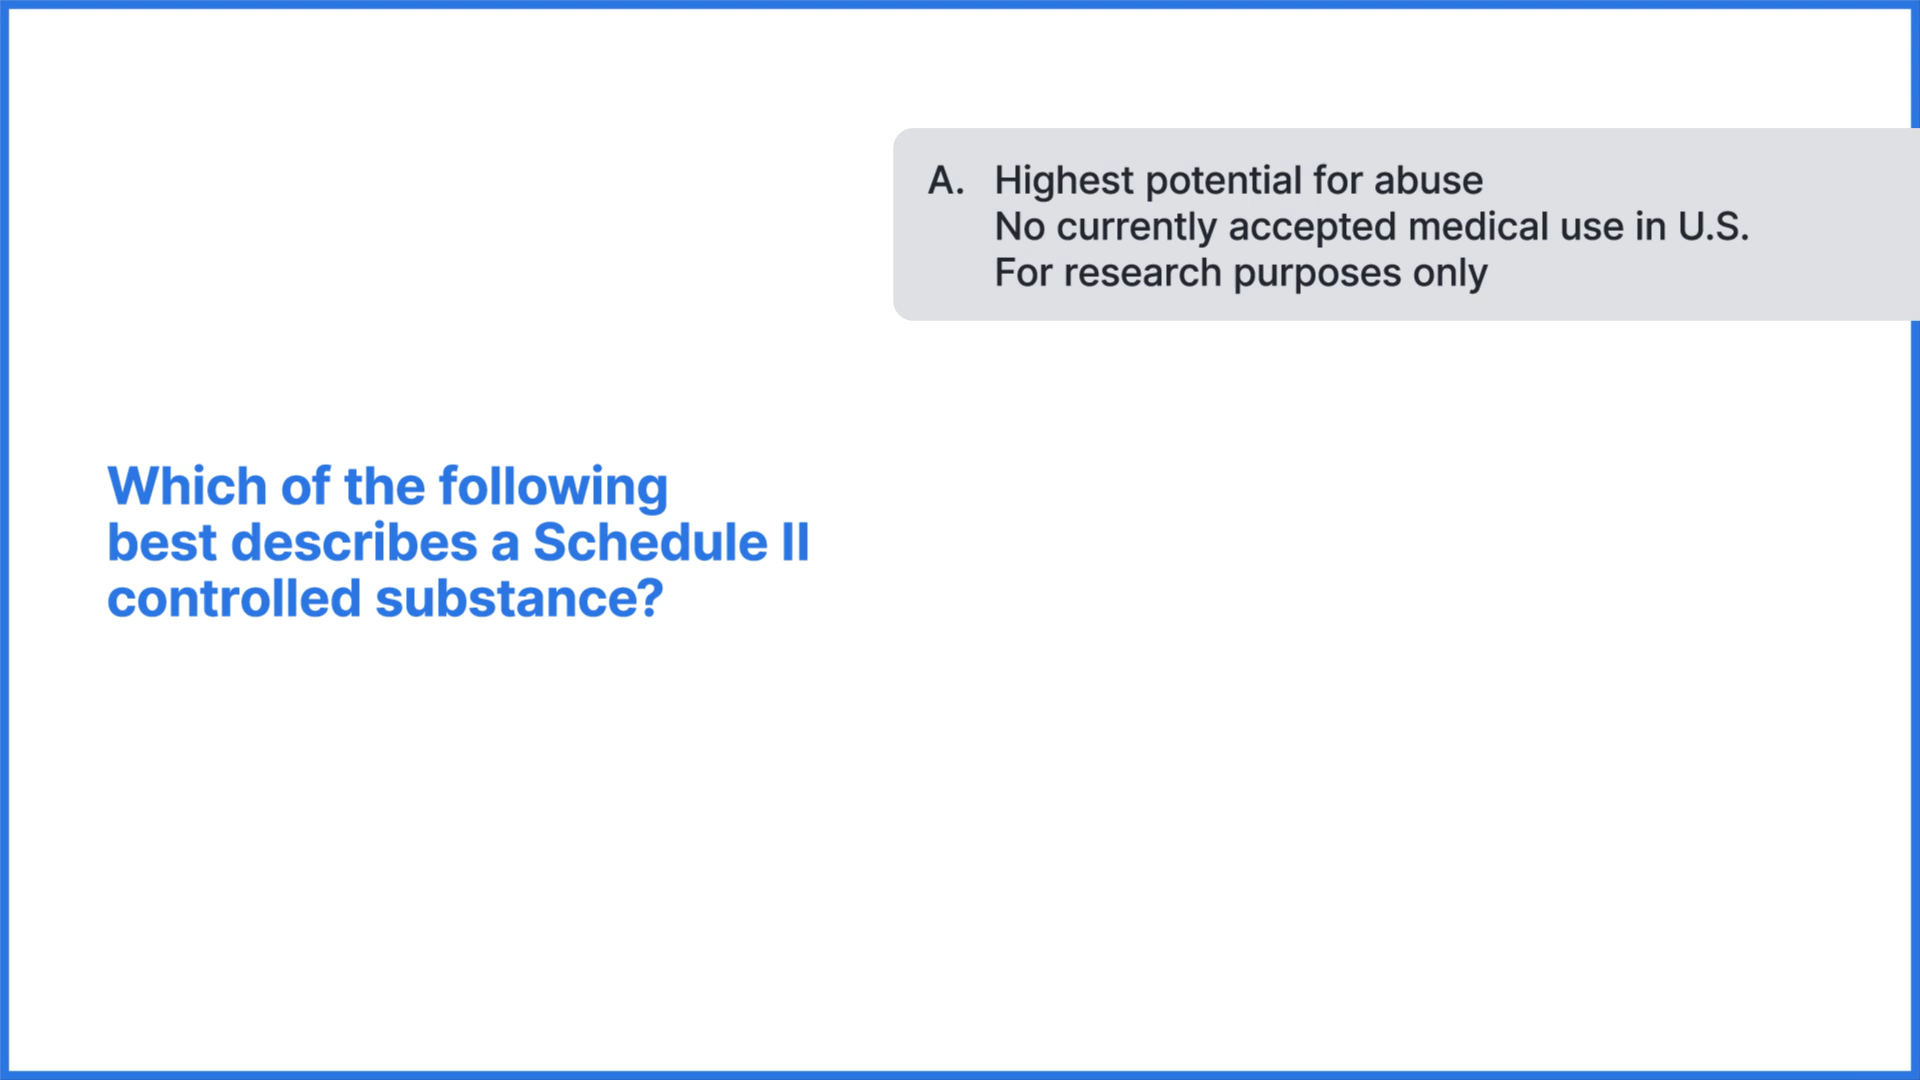 Which of the following
best describes a Schedule II
controlled substance?
A. Highest potential for abuse
No currently accepted medical use in U.S.
For research purposes only